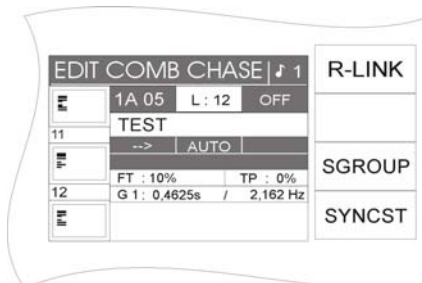 EDIT COMB CHASE ♪ 1
R-LINK
1A 05 L : 12 OFF
TEST
11
--> AUTO
SGROUP
FT : 10% TP : 0%
12
G 1 : 0,4625s / 2,162 Hz
SYNCST